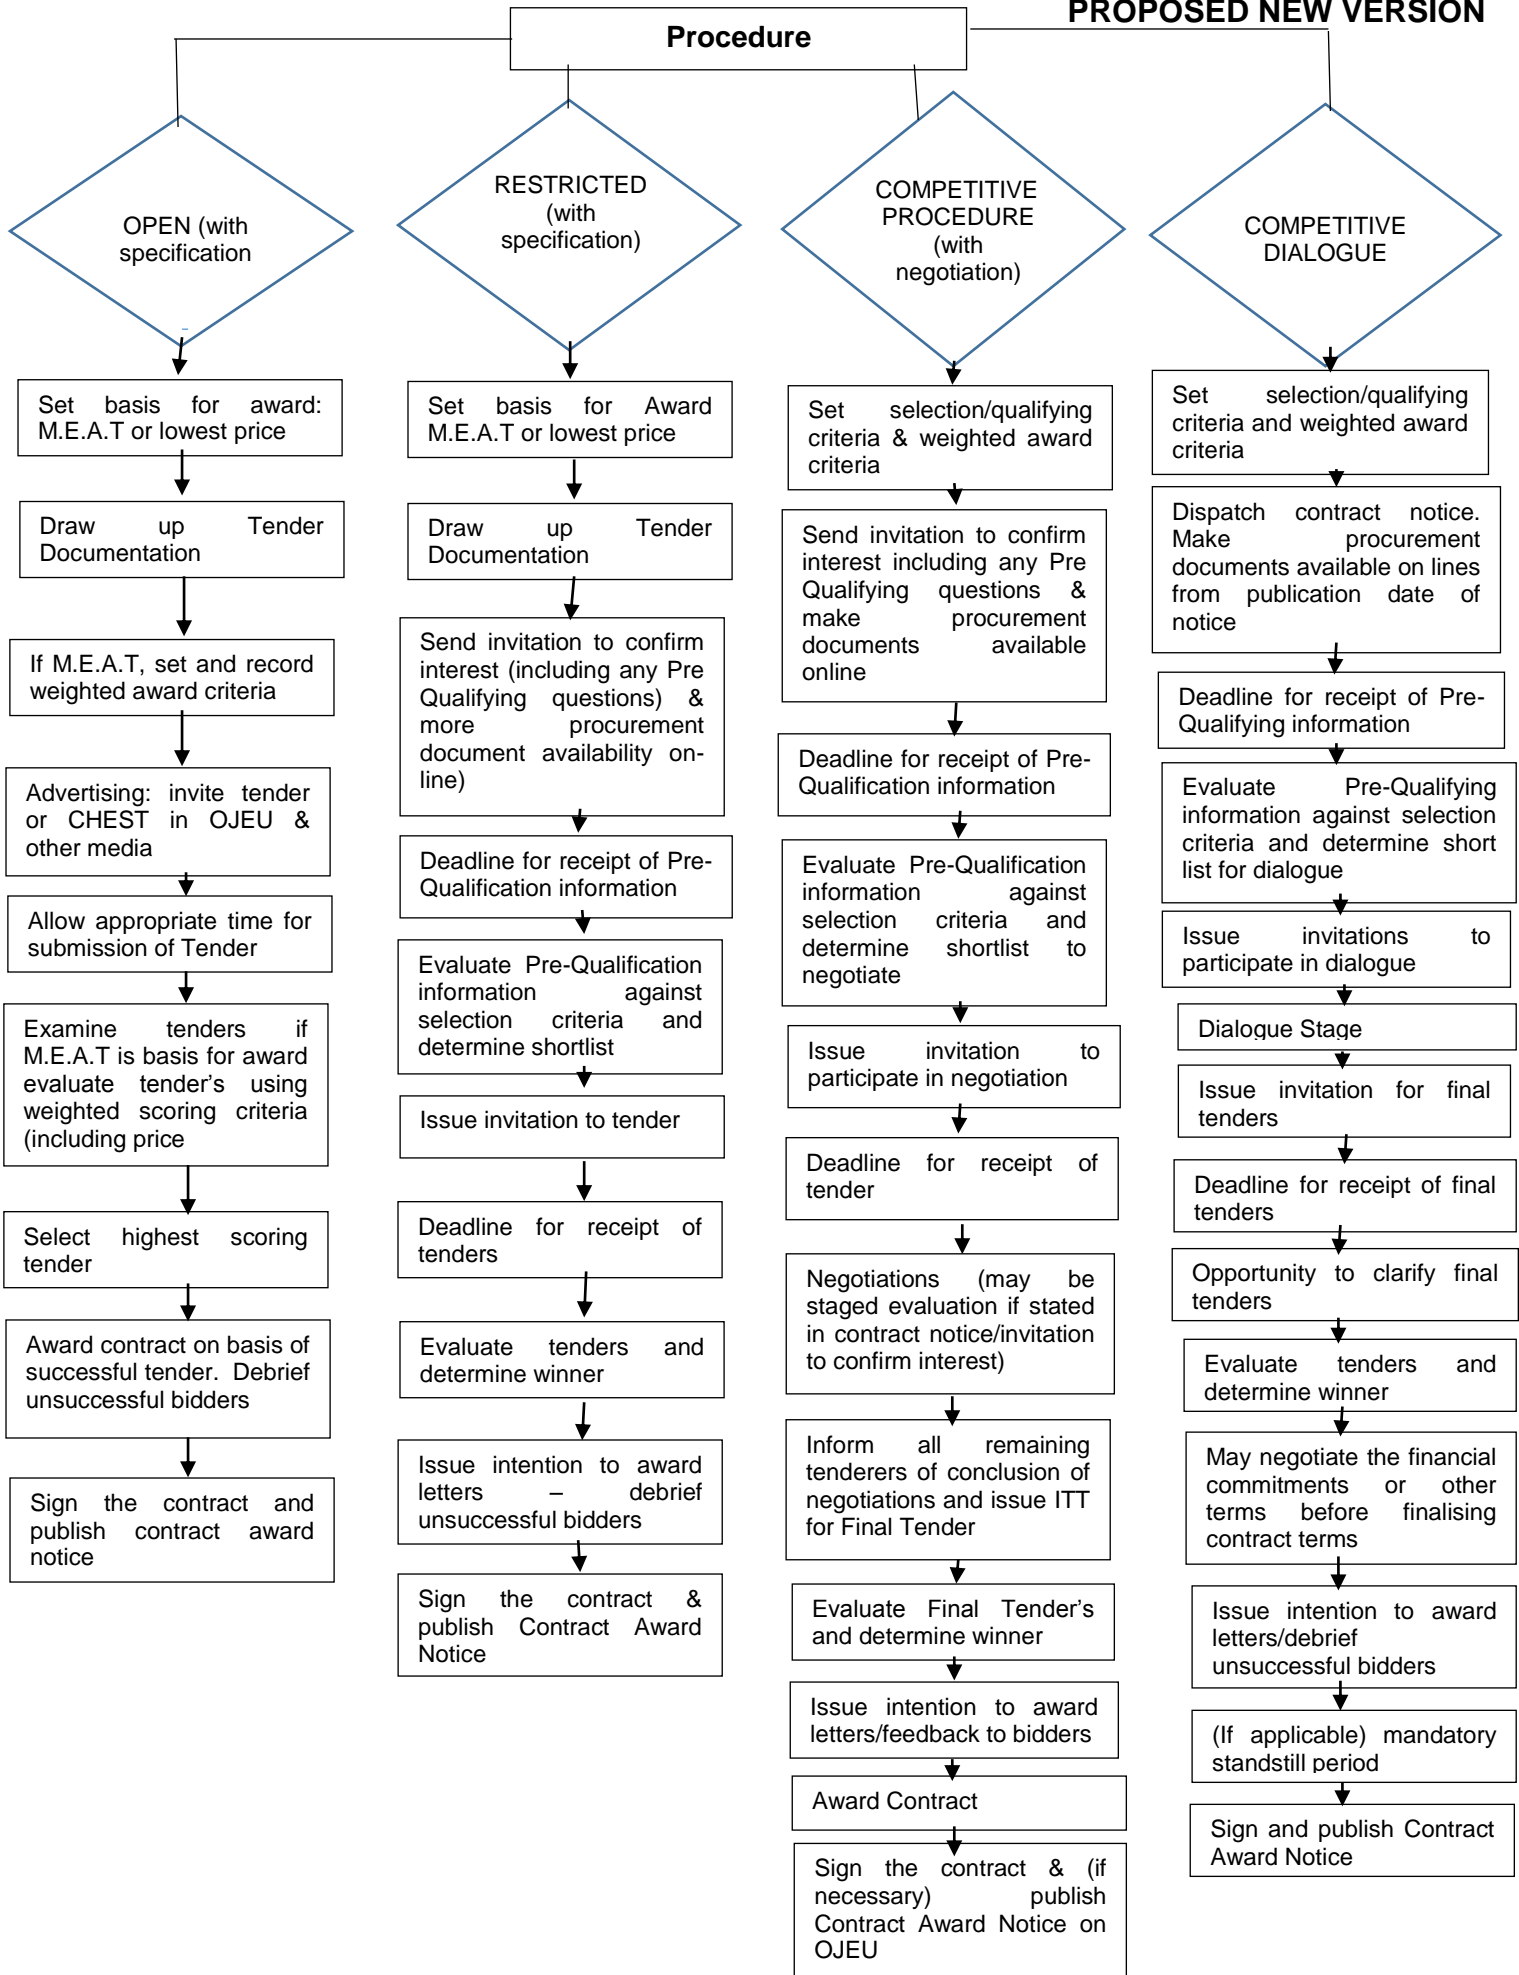 PROPOSED NEW VERSION
Procedure
OPEN (with
specification
Set basis for award:
M.E.A.T or lowest price
Draw up Tender
Documentation
If M.E.A.T, set and record
weighted award criteria
Advertising: invite tender
or CHEST in OJEU &
other media
Allow appropriate time for
submission of Tender
Examine tenders if
M.E.A.T is basis for award
evaluate tender's using
weighted scoring criteria
(including price
Select highest scoring
tender
Award contract on basis of
successful tender. Debrief
unsuccessful bidders
Sign the contract and
publish contract award
notice
RESTRICTED
(with
specification)
Set basis for Award
M.E.A.T or lowest price
Draw up Tender
Documentation
Send invitation to confirm
interest (including any Pre
Qualifying questions) &
more procurement
document availability on-
line)
Deadline for receipt of Pre-
Qualification information
Evaluate Pre-Qualification
information against
selection criteria and
determine shortlist
Issue invitation to tender
Deadline for receipt of
tenders
Evaluate tenders and
determine winner
Issue intention to award
letters – debrief
unsuccessful bidders
Sign the contract &
publish Contract Award
Notice
COMPETITIVE
PROCEDURE
(with
negotiation)
Set selection/qualifying
criteria & weighted award
criteria
Send invitation to confirm
interest including any Pre
Qualifying questions &
make procurement
documents available
online
Deadline for receipt of Pre-
Qualification information
Evaluate Pre-Qualification
information against
selection criteria and
determine shortlist to
negotiate
Issue invitation to
participate in negotiation
Deadline for receipt of
tender
Negotiations (may be
staged evaluation if stated
in contract notice/invitation
to confirm interest)
Inform all remaining
tenderers of conclusion of
negotiations and issue ITT
for Final Tender
Evaluate Final Tender's
and determine winner
Issue intention to award
letters/feedback to bidders
Award Contract
Sign the contract & (if
necessary) publish
Contract Award Notice on
OJEU
COMPETITIVE
DIALOGUE
Set selection/qualifying
criteria and weighted award
criteria
Dispatch contract notice.
Make procurement
documents available on lines
from publication date of
notice
Deadline for receipt of Pre-
Qualifying information
Evaluate Pre-Qualifying
information against selection
criteria and determine short
list for dialogue
Issue invitations to
participate in dialogue
Dialogue Stage
Issue invitation for final
tenders
Deadline for receipt of final
tenders
Opportunity to clarify final
tenders
Evaluate tenders and
determine winner
May negotiate the financial
commitments or other
terms before finalising
contract terms
Issue intention to award
letters/debrief
unsuccessful bidders
(If applicable) mandatory
standstill period
Sign and publish Contract
Award Notice